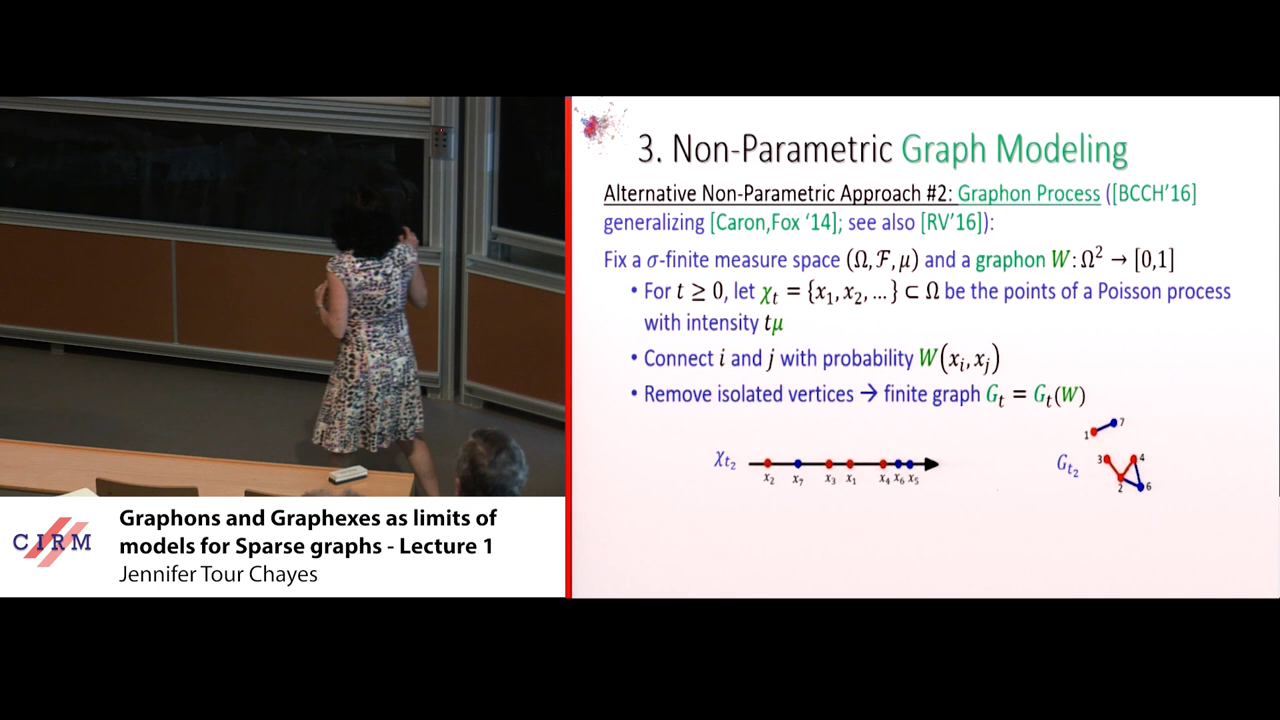 3. Non-Parametric Graph Modeling
Alternative Non-Parametric Approach #2: Graphon Process ([BCCH'16]
generalizing [Caron,Fox '14]; see also [RV'16]):
Fix a σ-finite measure space (Ω, ℱ, μ) and a graphon W: Ω² → [0,1]
• For t ≥ 0, let χₜ = {x₁, x₂, …} ⊂ Ω be the points of a Poisson process
with intensity tμ
• Connect i and j with probability W(xᵢ, xⱼ)
• Remove isolated vertices → finite graph Gₜ = Gₜ(W)
χt₂
x₂ x₇ x₃ x₁ x₄ x₆ x₅
Gt₂
1 7
3 4
2 6
CIRM
Graphons and Graphexes as limits of
models for Sparse graphs - Lecture 1
Jennifer Tour Chayes